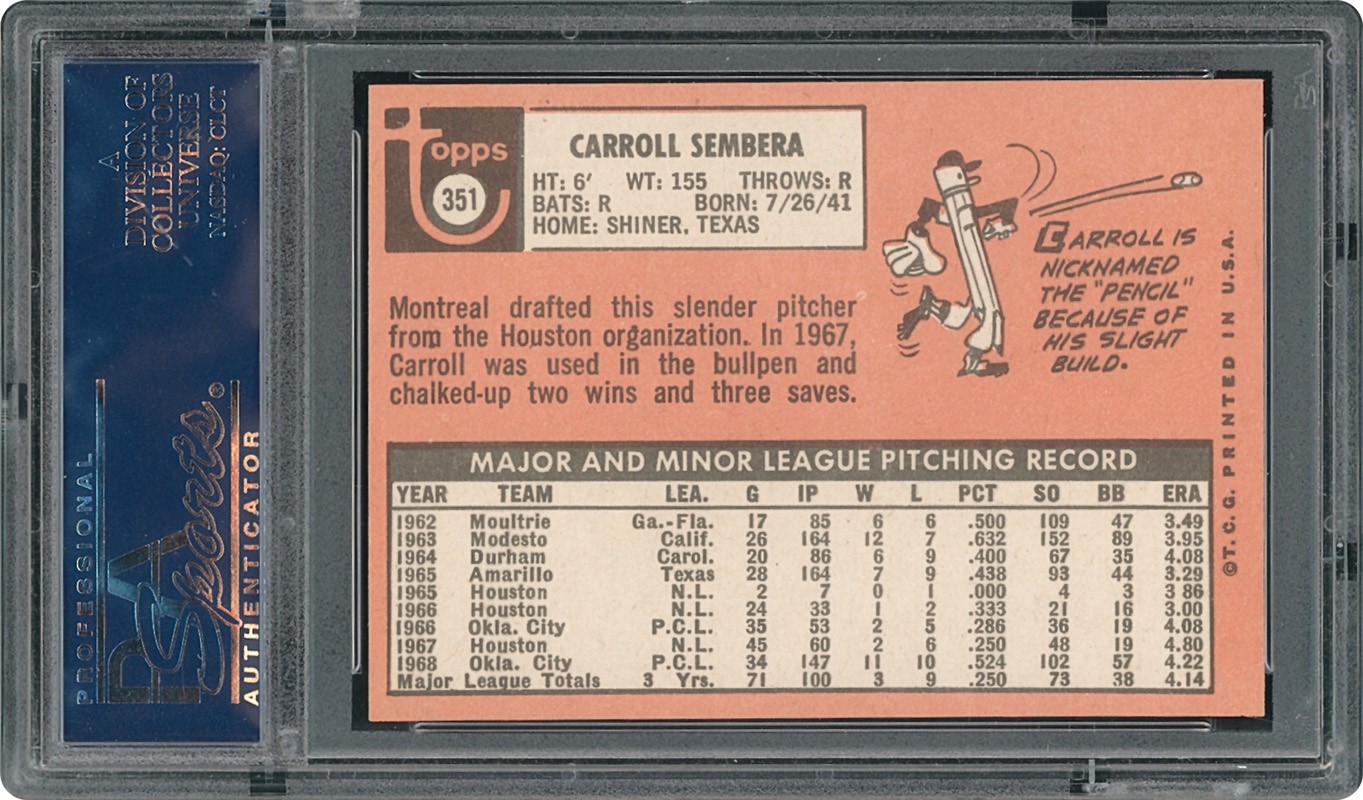 A
DIVISION OF
COLLECTORS
UNIVERSE
NASDAQ: CLCT
PROFESSIONAL
PSA
Sports®
AUTHENTICATOR
topps
351
CARROLL SEMBERA
HT: 6′ WT: 155 THROWS: R
BATS: R BORN: 7/26/41
HOME: SHINER, TEXAS
CARROLL IS
NICKNAMED
THE "PENCIL"
BECAUSE OF
HIS SLIGHT
BUILD.
Montreal drafted this slender pitcher
from the Houston organization. In 1967,
Carroll was used in the bullpen and
chalked-up two wins and three saves.
MAJOR AND MINOR LEAGUE PITCHING RECORD
YEAR TEAM LEA. G IP W L PCT SO BB ERA
1962 Moultrie Ga.-Fla. 17 85 6 6 .500 109 47 3.49
1963 Modesto Calif. 26 164 12 7 .632 152 89 3.95
1964 Durham Carol. 20 86 6 9 .400 67 35 4.08
1965 Amarillo Texas 28 164 7 9 .438 93 44 3.29
1965 Houston N.L. 2 7 0 1 .000 4 3 3 86
1966 Houston N.L. 24 33 1 2 .333 21 16 3.00
1966 Okla. City P.C.L. 35 53 2 5 .286 36 19 4.08
1967 Houston N.L. 45 60 2 6 .250 48 19 4.80
1968 Okla. City P.C.L. 34 147 11 10 .524 102 57 4.22
Major League Totals 3 Yrs. 71 100 3 9 .250 73 38 4.14
©T.C.G. PRINTED IN U.S.A.
PSA